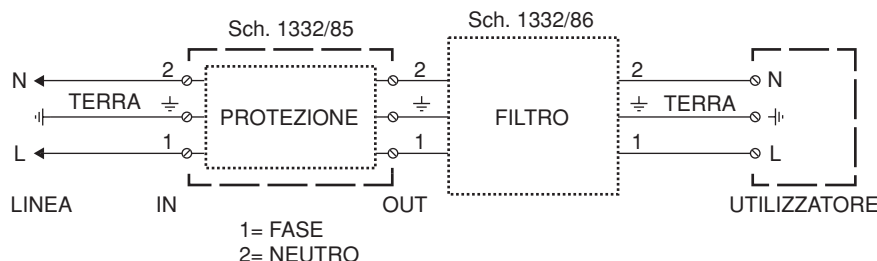 Sch. 1332/85
Sch. 1332/86
N 2 2 2 N
TERRA PROTEZIONE FILTRO TERRA
L 1 1 1 L
LINEA IN OUT UTILIZZATORE
1= FASE
2= NEUTRO